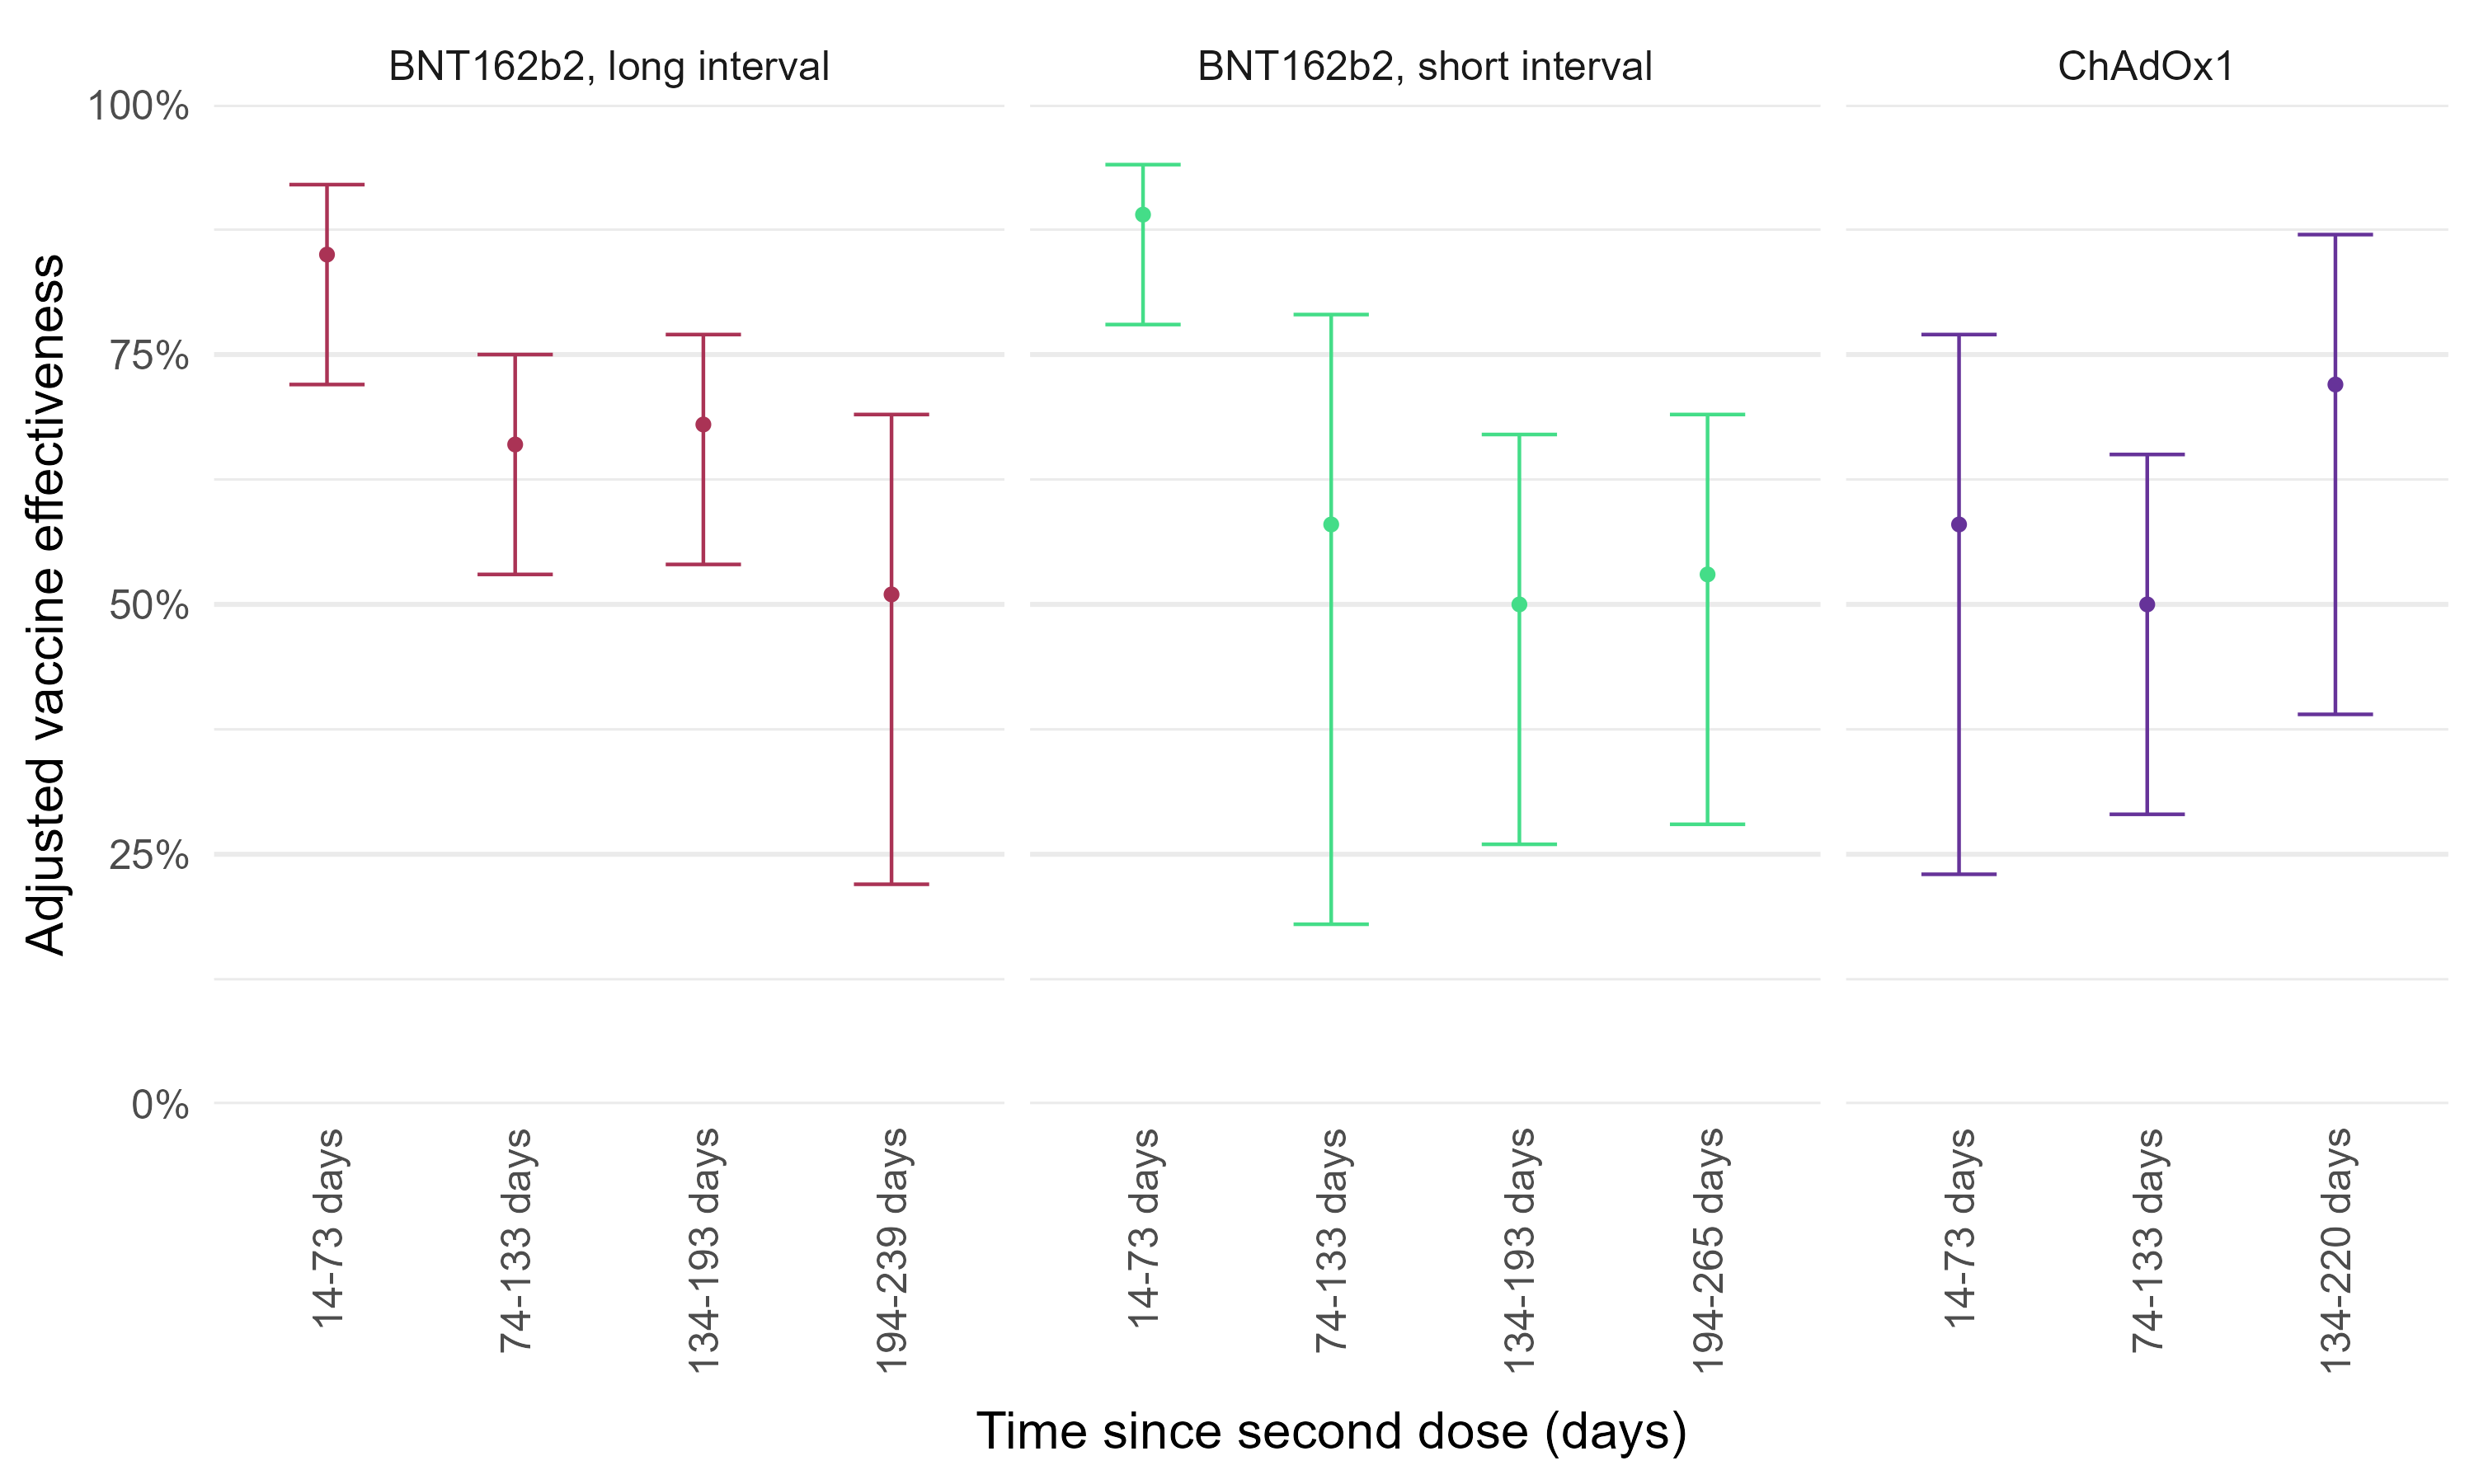 BNT162b2, long interval
BNT162b2, short interval
ChAdOx1
Adjusted vaccine effectiveness
100%
75%
50%
25%
0%
14-73 days
74-133 days
134-193 days
194-239 days
14-73 days
74-133 days
134-193 days
194-265 days
14-73 days
74-133 days
134-220 days
Time since second dose (days)